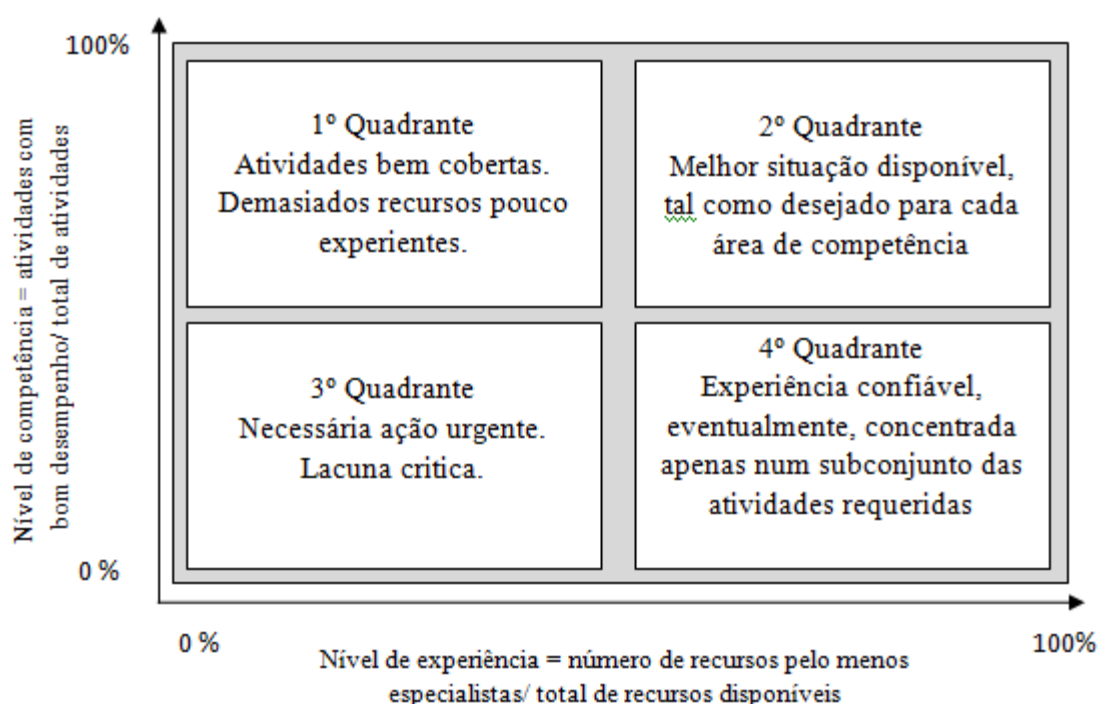 100%
Nível de competência = atividades com
bom desempenho/ total de atividades
1º Quadrante
Atividades bem cobertas.
Demasiados recursos pouco
experientes.
2º Quadrante
Melhor situação disponível,
tal como desejado para cada
área de competência
3º Quadrante
Necessária ação urgente.
Lacuna critica.
4º Quadrante
Experiência confiável,
eventualmente, concentrada
apenas num subconjunto das
atividades requeridas
0 %
0 %
100%
Nível de experiência = número de recursos pelo menos
especialistas/ total de recursos disponíveis